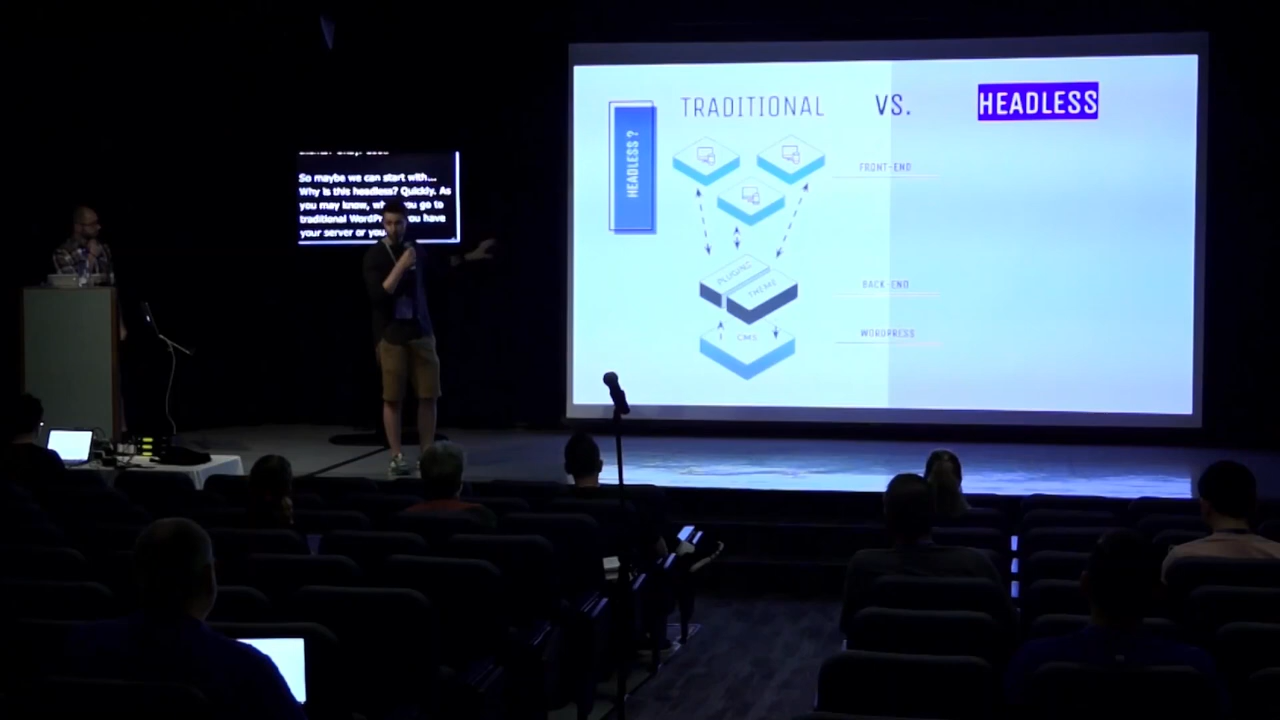 So maybe we can start with...
Why is this headless? Quickly. As
you may know, you go to
traditional you have
your server or
HEADLESS ?
TRADITIONAL VS. HEADLESS
FRONT-END
PLUGINS
THEME
BACK-END
CMS
WORDPRESS